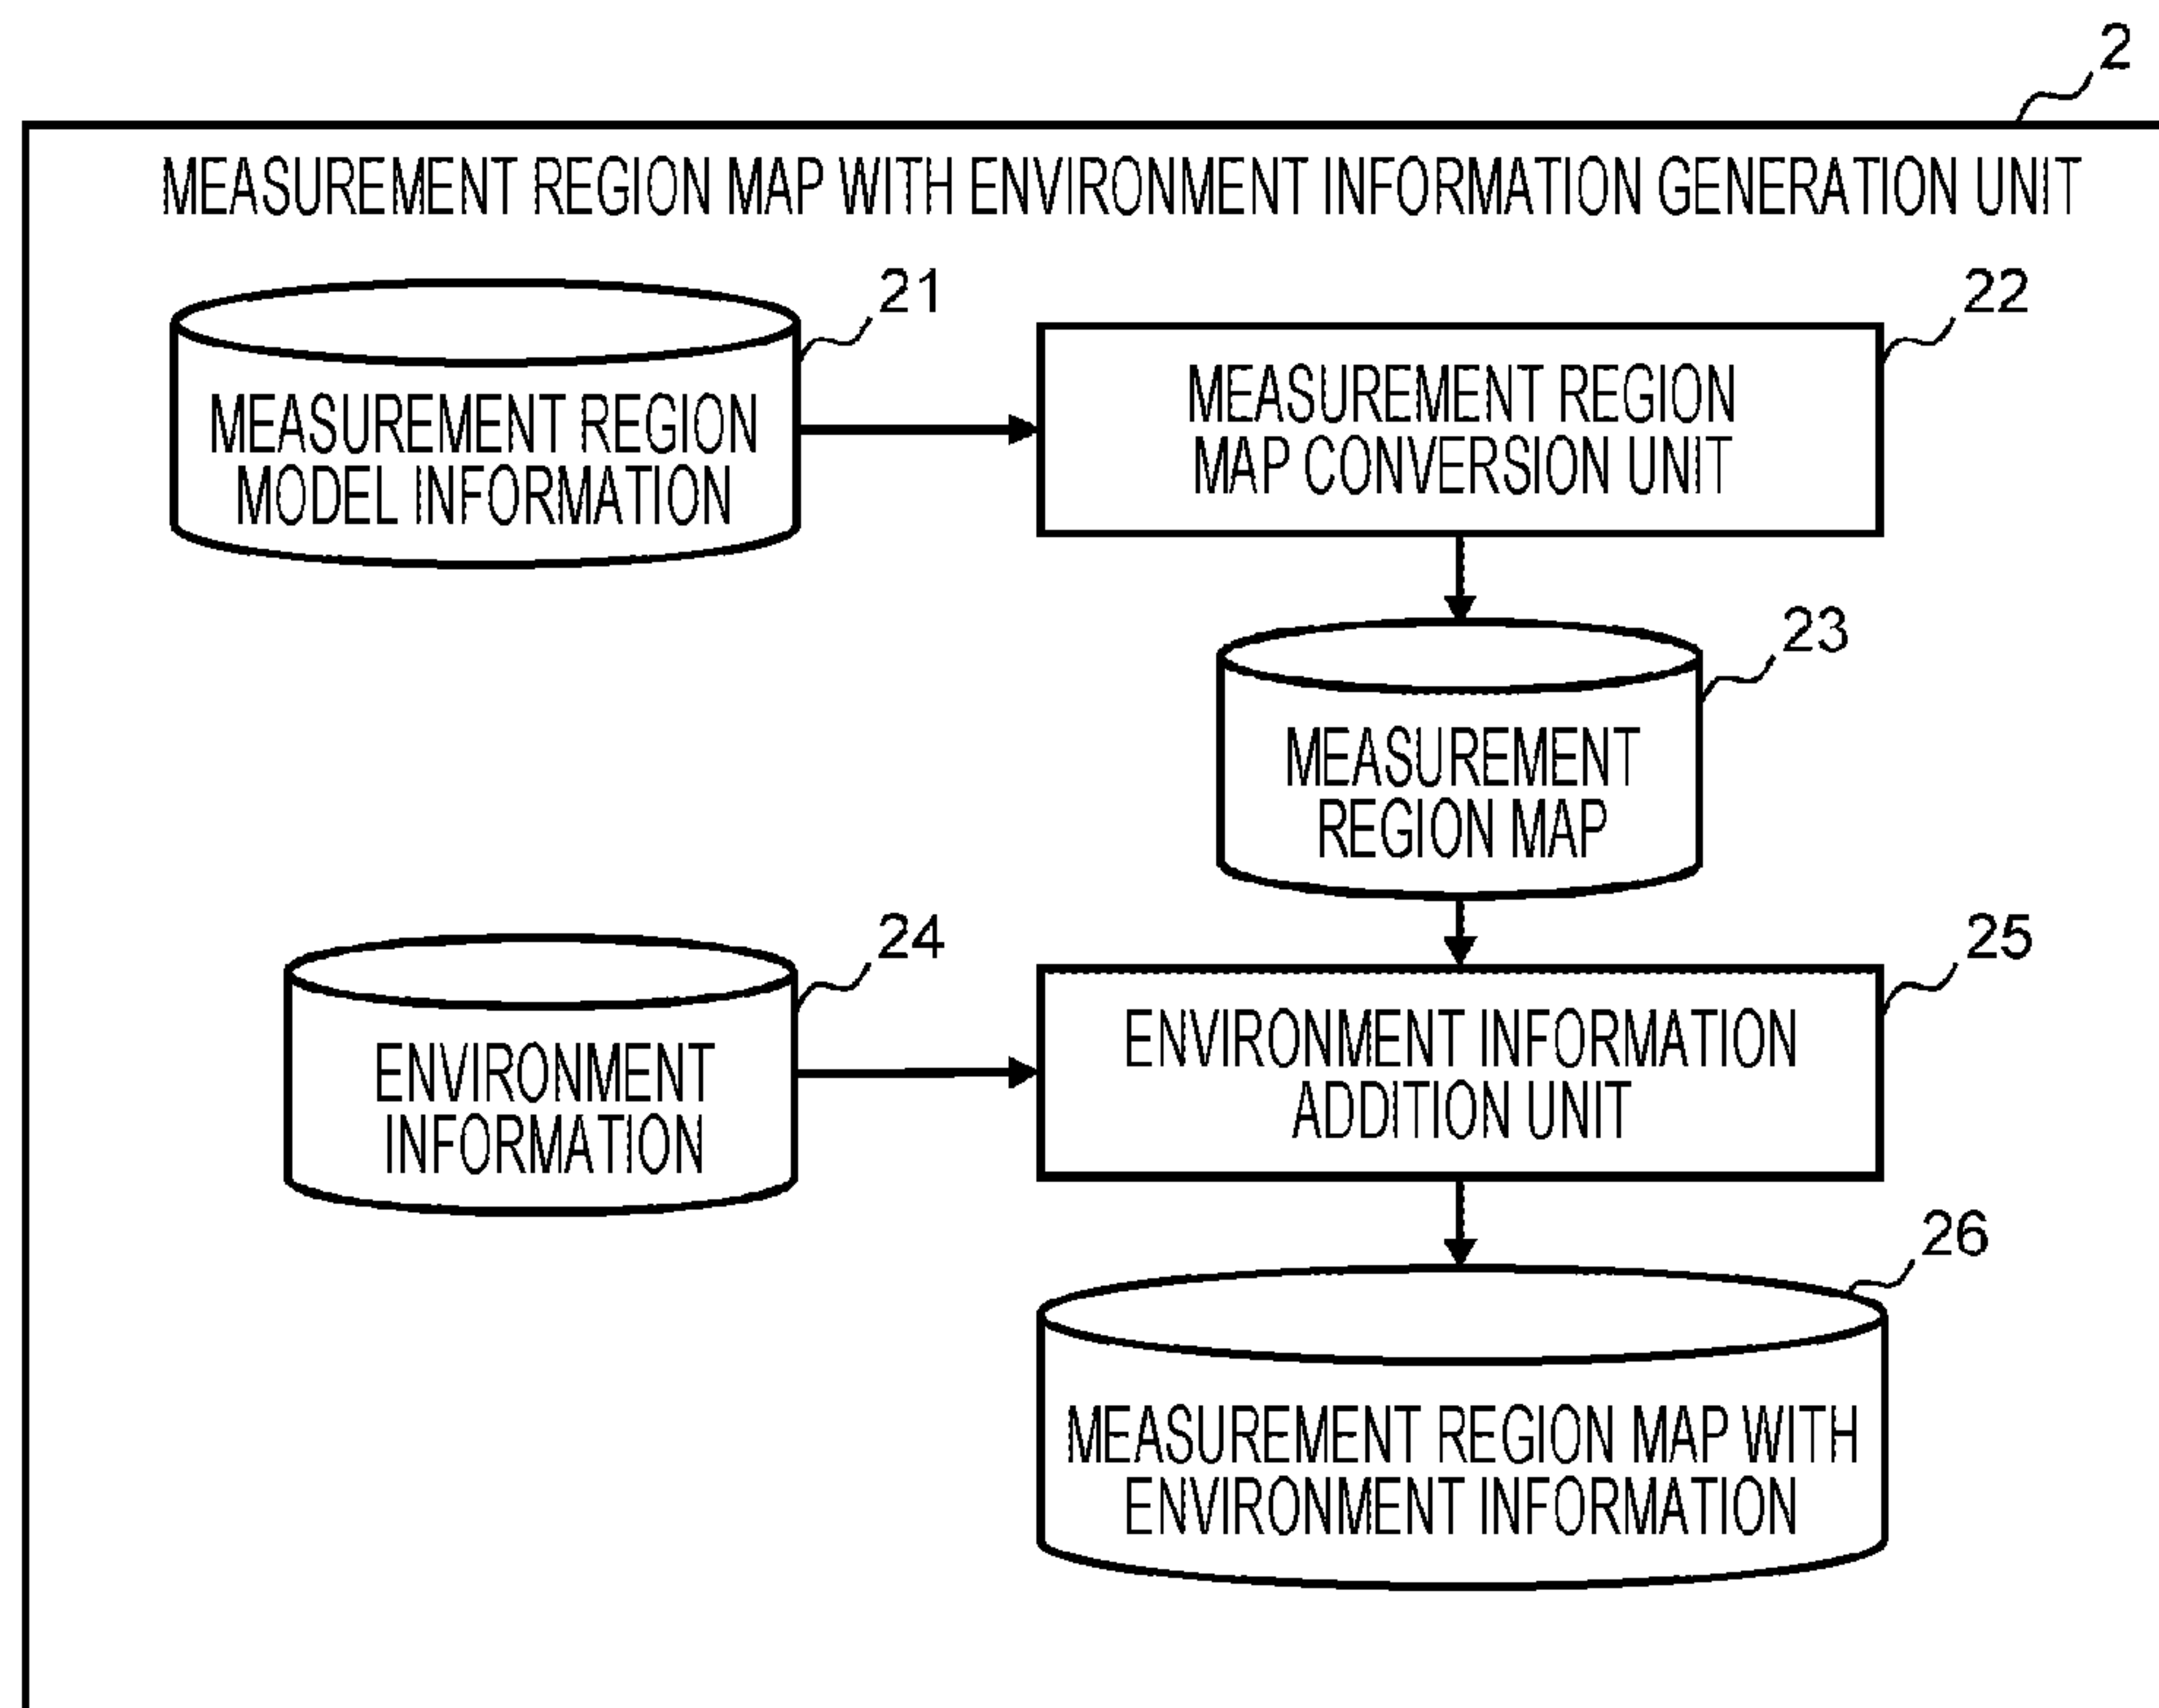 2
MEASUREMENT REGION MAP WITH ENVIRONMENT INFORMATION GENERATION UNIT
21
MEASUREMENT REGION
MODEL INFORMATION
22
MEASUREMENT REGION
MAP CONVERSION UNIT
23
MEASUREMENT
REGION MAP
24
ENVIRONMENT
INFORMATION
25
ENVIRONMENT INFORMATION
ADDITION UNIT
26
MEASUREMENT REGION MAP WITH
ENVIRONMENT INFORMATION